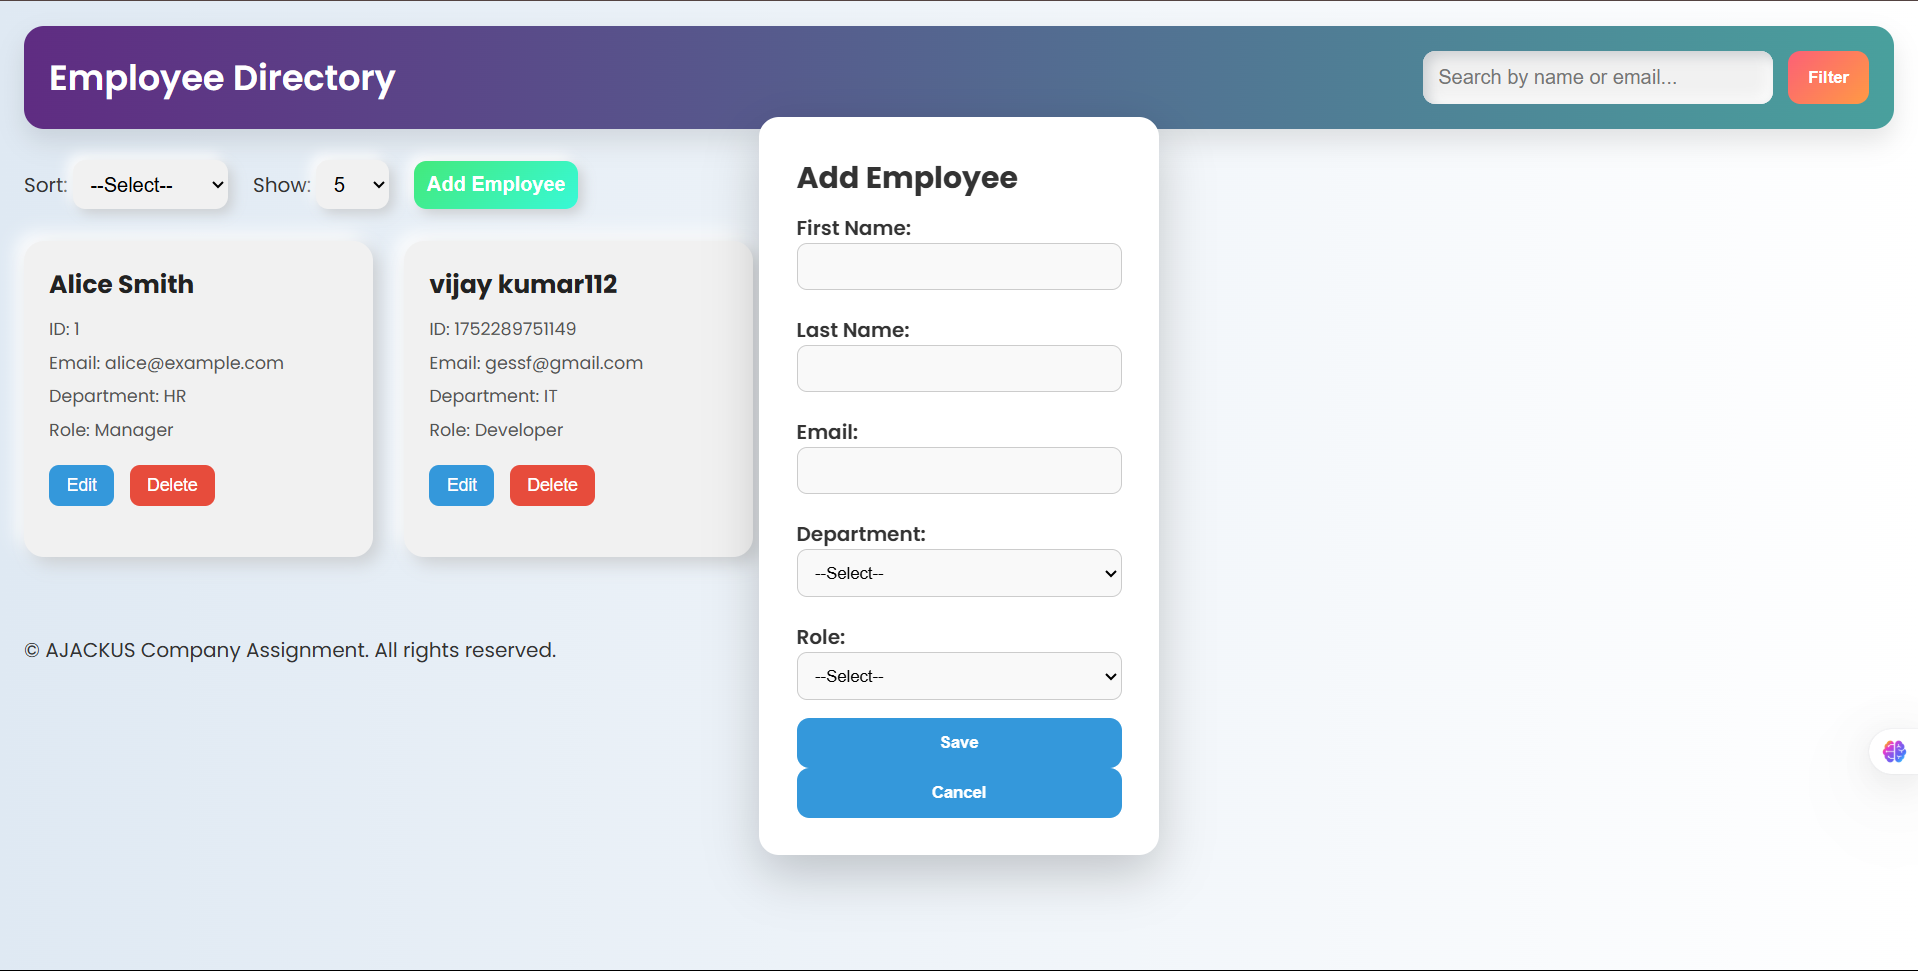 Employee Directory
Search by name or email...
Filter
Sort: --Select-- Show: 5 Add Employee
Alice Smith
ID: 1
Email: alice@example.com
Department: HR
Role: Manager
Edit Delete
vijay kumar112
ID: 1752289751149
Email: gessf@gmail.com
Department: IT
Role: Developer
Edit Delete
Add Employee
First Name:
Last Name:
Email:
Department:
--Select--
Role:
--Select--
Save
Cancel
© AJACKUS Company Assignment. All rights reserved.